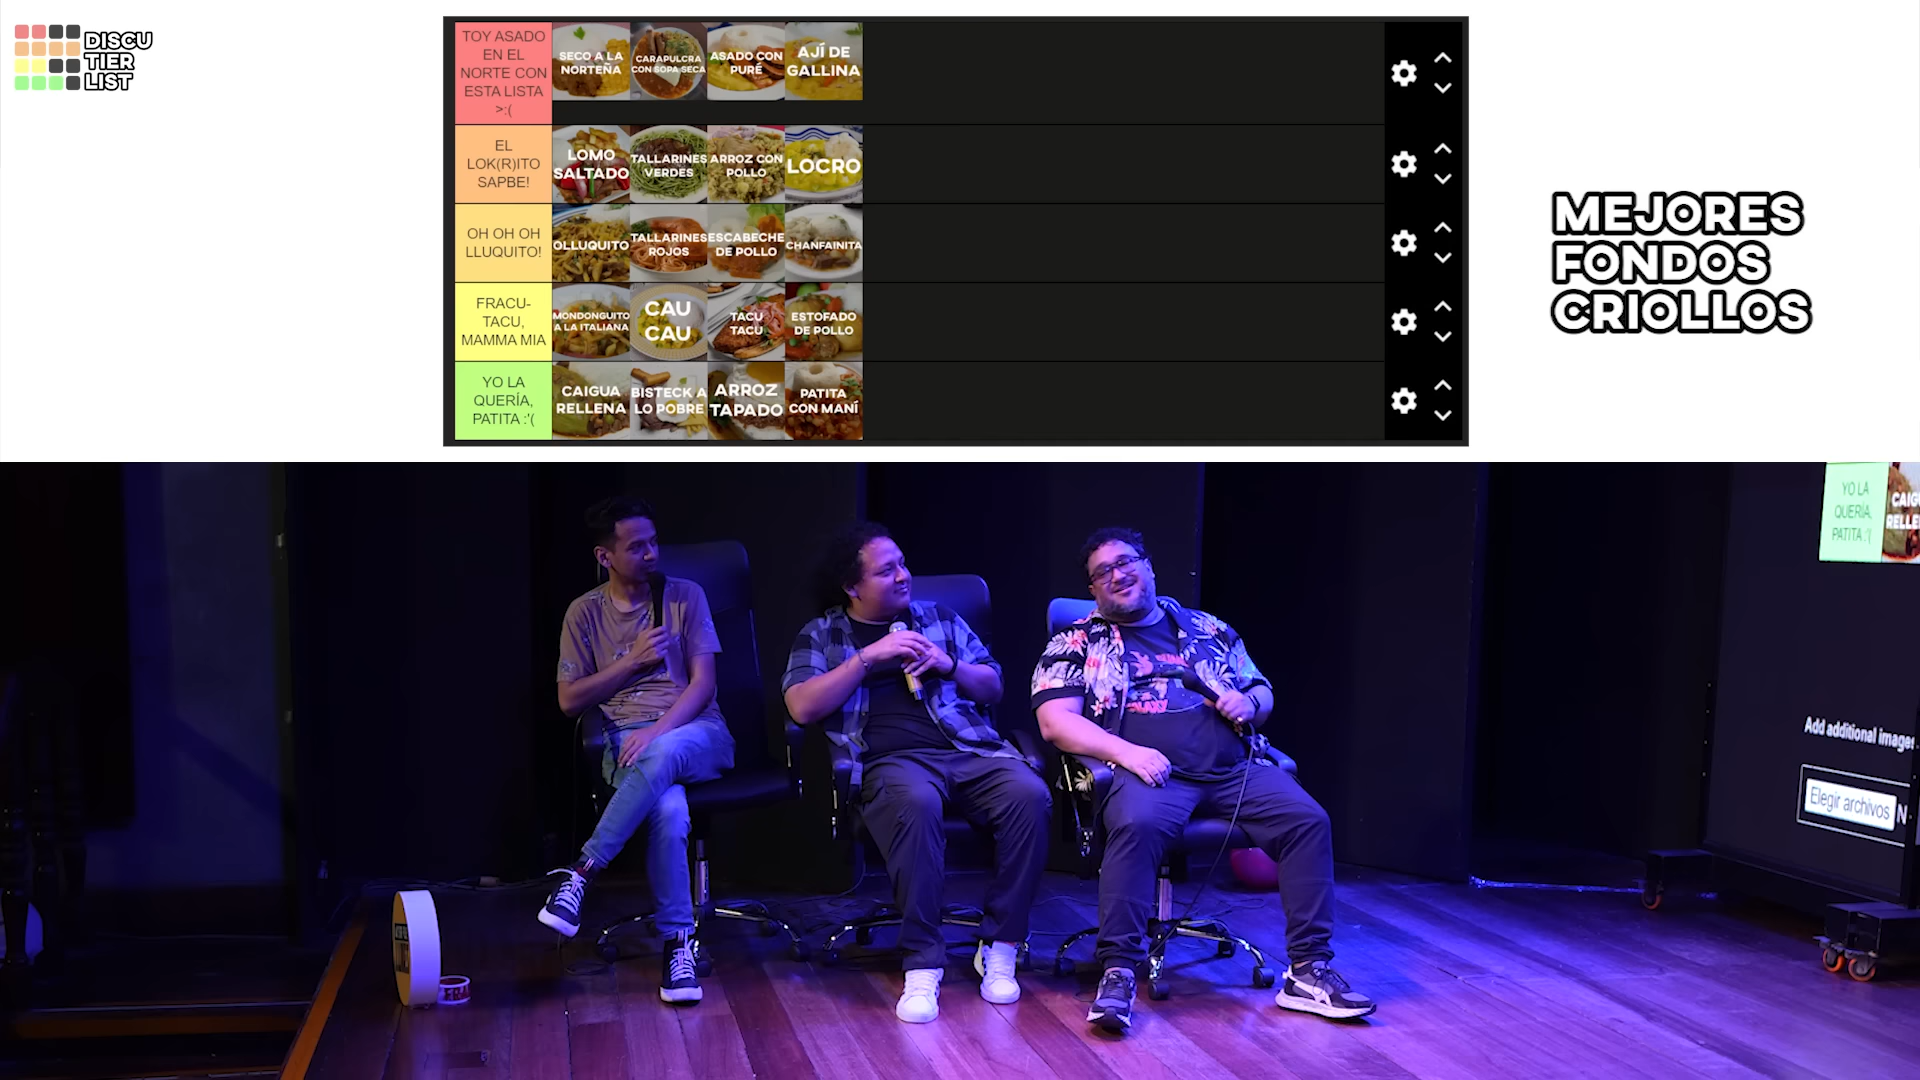 DISCU
TIER
LIST
TOY ASADO
EN EL
NORTE CON
ESTA LISTA
>:(
SECO A LA
NORTEÑA
CARAPULCRA
CON SOPA SECA
ASADO CON
PURÉ
AJÍ DE
GALLINA
EL
LOK(R)ITO
SAPBE!
LOMO
SALTADO
TALLARINES
VERDES
ARROZ CON
POLLO
LOCRO
OH OH OH
LLUQUITO!
OLLUQUITO
TALLARINES
ROJOS
ESCABECHE
DE POLLO
CHANFAINITA
FRACU-
TACU,
MAMMA MIA
MONDONGUITO
A LA ITALIANA
CAU
CAU
TACU
TACU
ESTOFADO
DE POLLO
YO LA
QUERÍA,
PATITA :'(
CAIGUA
RELLENA
BISTECK A
LO POBRE
ARROZ
TAPADO
PATITA
CON MANÍ
MEJORES
FONDOS
CRIOLLOS
YO LA
QUERÍA,
PATITA :'(
CAIGU
RELLE
Add additional images
Elegir archivos N